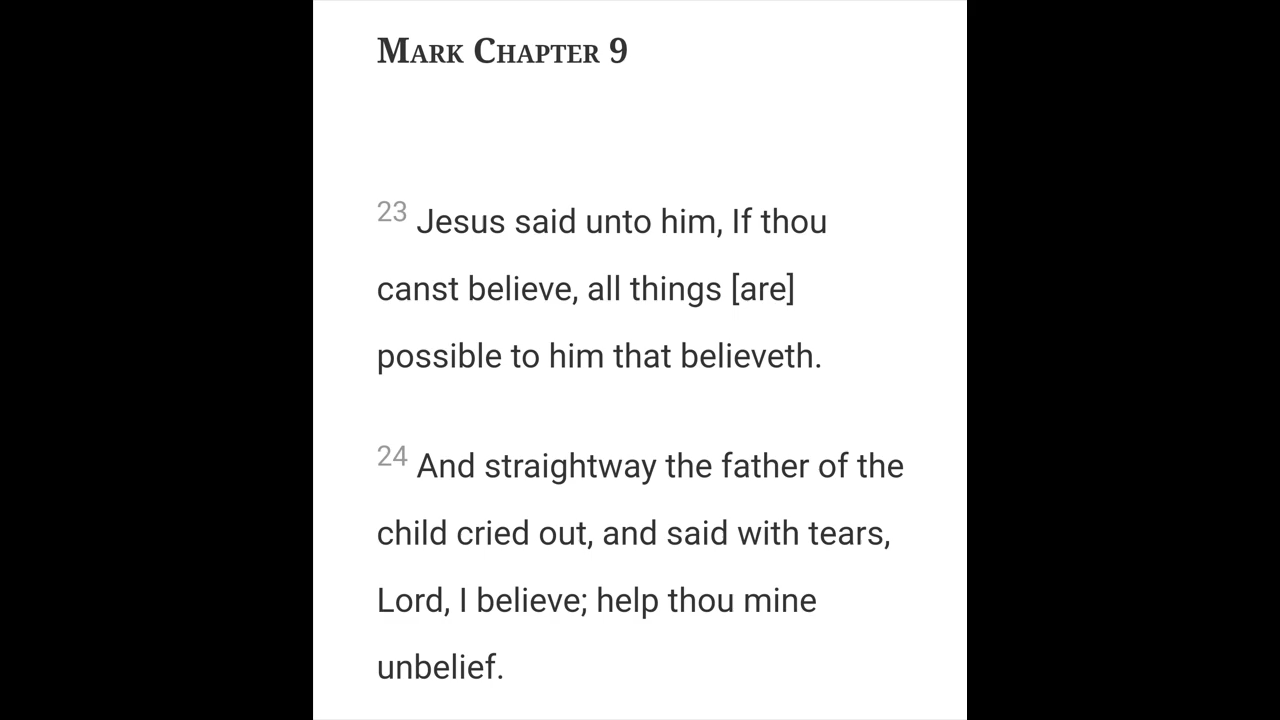 Mark Chapter 9
23 Jesus said unto him, If thou
canst believe, all things [are]
possible to him that believeth.
24 And straightway the father of the
child cried out, and said with tears,
Lord, I believe; help thou mine
unbelief.